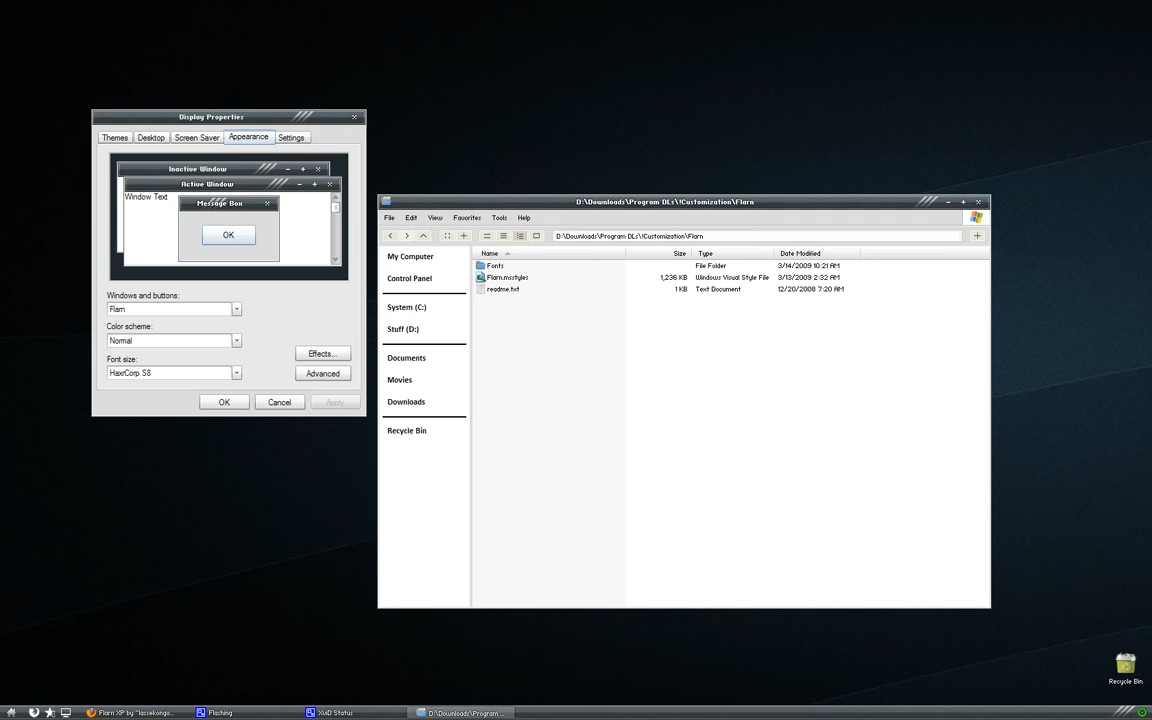 Display Properties
Themes Desktop Screen Saver Appearance Settings
Inactive Window
Active Window
Window Text
Message Box
OK
Windows and buttons:
Flarn
Color scheme:
Normal
Font size:
HaxrCorp S8
Effects...
Advanced
OK Cancel Apply
D:\Downloads\Program DLs\!Customization\Flarn
File Edit View Favorites Tools Help
D:\Downloads\Program DLs\!Customization\Flarn
My Computer
Control Panel
System (C:)
Stuff (D:)
Documents
Movies
Downloads
Recycle Bin
Name Size Type Date Modified
Fonts File Folder 3/14/2009 10:21 AM
Flarn.msstyles 1,236 KB Windows Visual Style File 3/13/2009 2:32 AM
readme.txt 1 KB Text Document 12/20/2008 7:20 AM
Recycle Bin
Flarn XP by "lassekongo... Flashing XviD Status D:\Downloads\Program ...